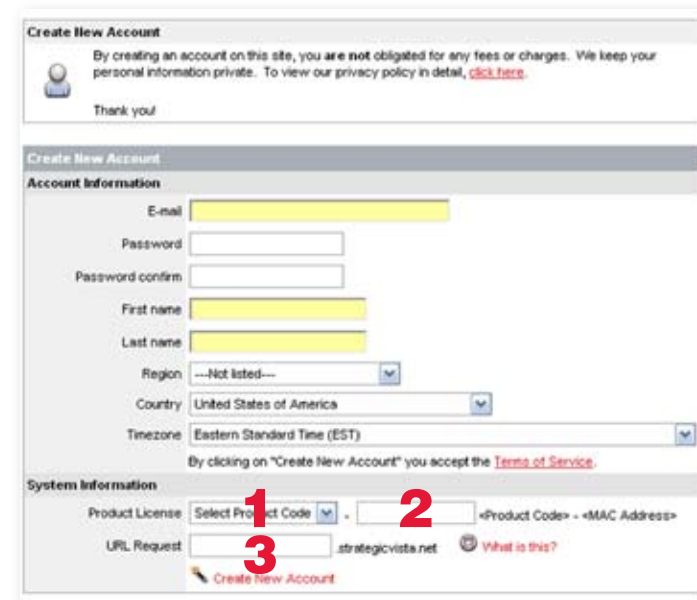 Create New Account
By creating an account on this site, you are not obligated for any fees or charges. We keep your
personal information private. To view our privacy policy in detail, click here.
Thank you!
Create New Account
Account Information
E-mail
Password
Password confirm
First name
Last name
Region ---Not listed---
Country United States of America
Timezone Eastern Standard Time (EST)
By clicking on "Create New Account" you accept the Terms of Service.
System Information
Product License Select Product Code 1 - 2 <Product Code> - <MAC Address>
URL Request 3 .strategicvista.net What is this?
Create New Account